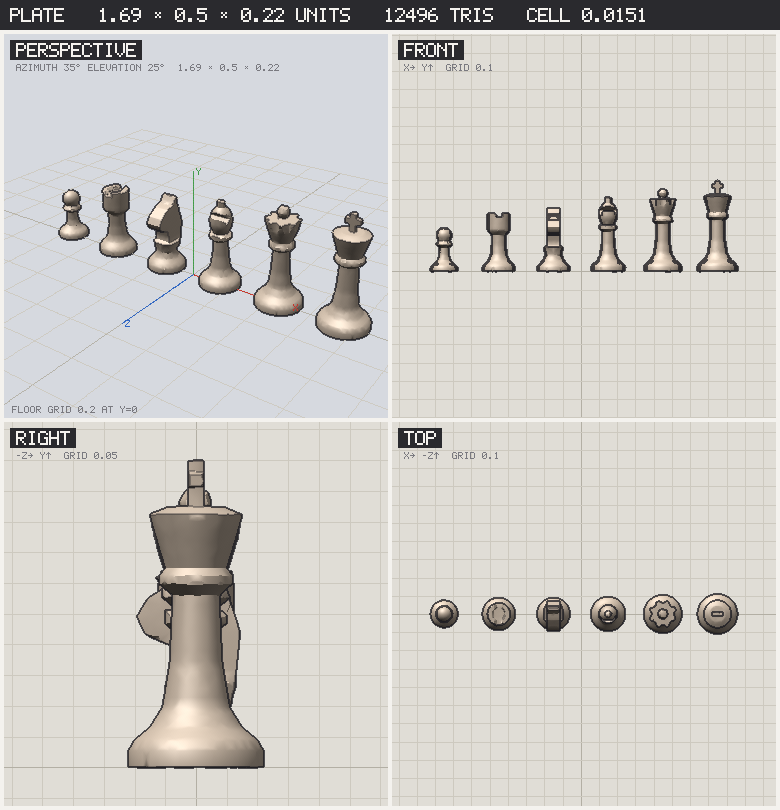 PLATE 1.69 × 0.5 × 0.22 UNITS 12496 TRIS CELL 0.0151
PERSPECTIVE
AZIMUTH 35° ELEVATION 25° 1.69 × 0.5 × 0.22
Y
Z
FLOOR GRID 0.2 AT Y=0
FRONT
X→ Y↑ GRID 0.1
RIGHT
-Z→ Y↑ GRID 0.05
TOP
X→ -Z↑ GRID 0.1